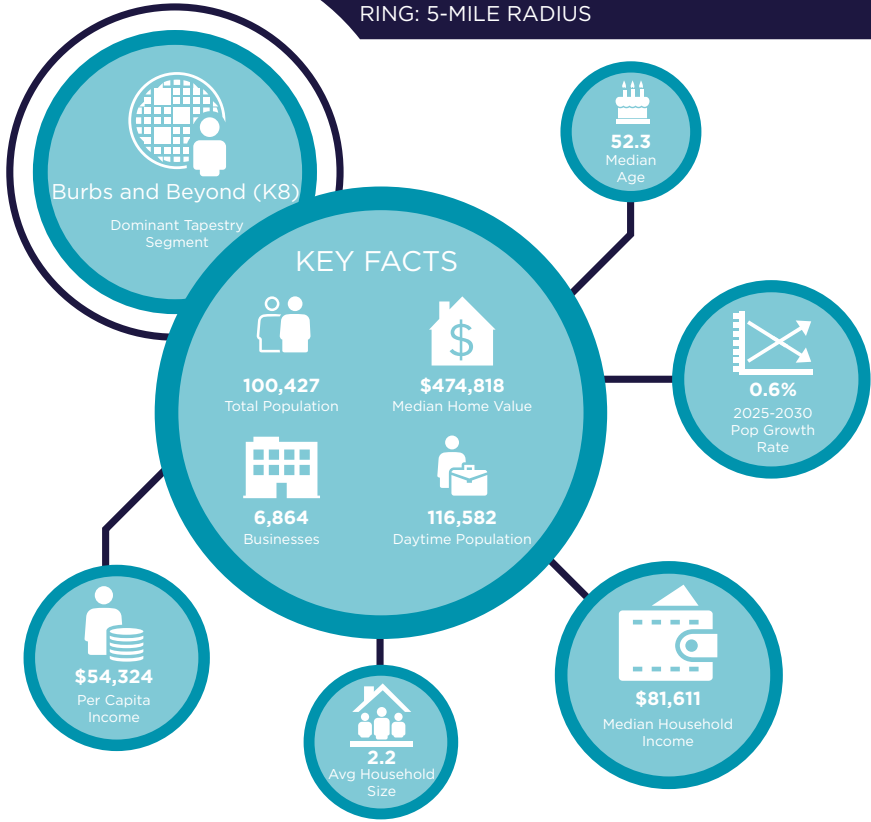 RING: 5-MILE RADIUS
Burbs and Beyond (K8)
Dominant Tapestry
Segment
52.3
Median
Age
KEY FACTS
$
100,427
Total Population
$474,818
Median Home Value
6,864
Businesses
116,582
Daytime Population
0.6%
2025-2030
Pop Growth
Rate
$54,324
Per Capita
Income
2.2
Avg Household
Size
$81,611
Median Household
Income